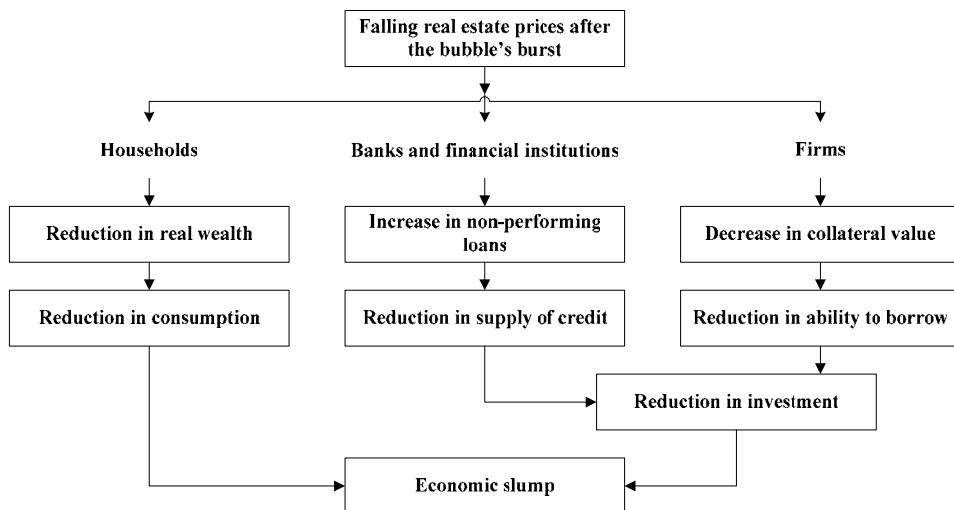 Falling real estate prices after
the bubble's burst
Households
Banks and financial institutions
Firms
Reduction in real wealth
Increase in non-performing
loans
Decrease in collateral value
Reduction in consumption
Reduction in supply of credit
Reduction in ability to borrow
Reduction in investment
Economic slump